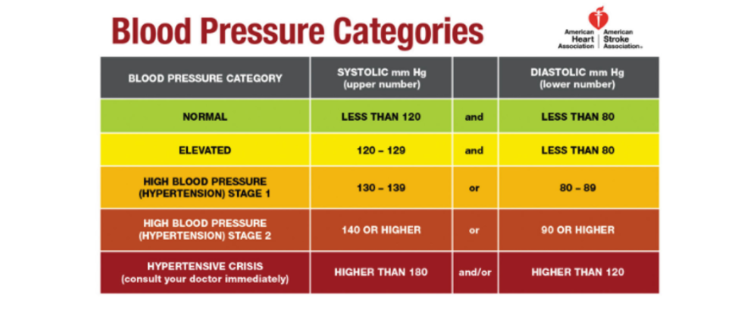 Blood Pressure Categories
American Heart Association
American Stroke Association®
BLOOD PRESSURE CATEGORY
SYSTOLIC mm Hg
(upper number)
DIASTOLIC mm Hg
(lower number)
NORMAL LESS THAN 120 and LESS THAN 80
ELEVATED 120 – 129 and LESS THAN 80
HIGH BLOOD PRESSURE
(HYPERTENSION) STAGE 1
130 – 139 or 80 – 89
HIGH BLOOD PRESSURE
(HYPERTENSION) STAGE 2
140 OR HIGHER or 90 OR HIGHER
HYPERTENSIVE CRISIS
(consult your doctor immediately)
HIGHER THAN 180 and/or HIGHER THAN 120